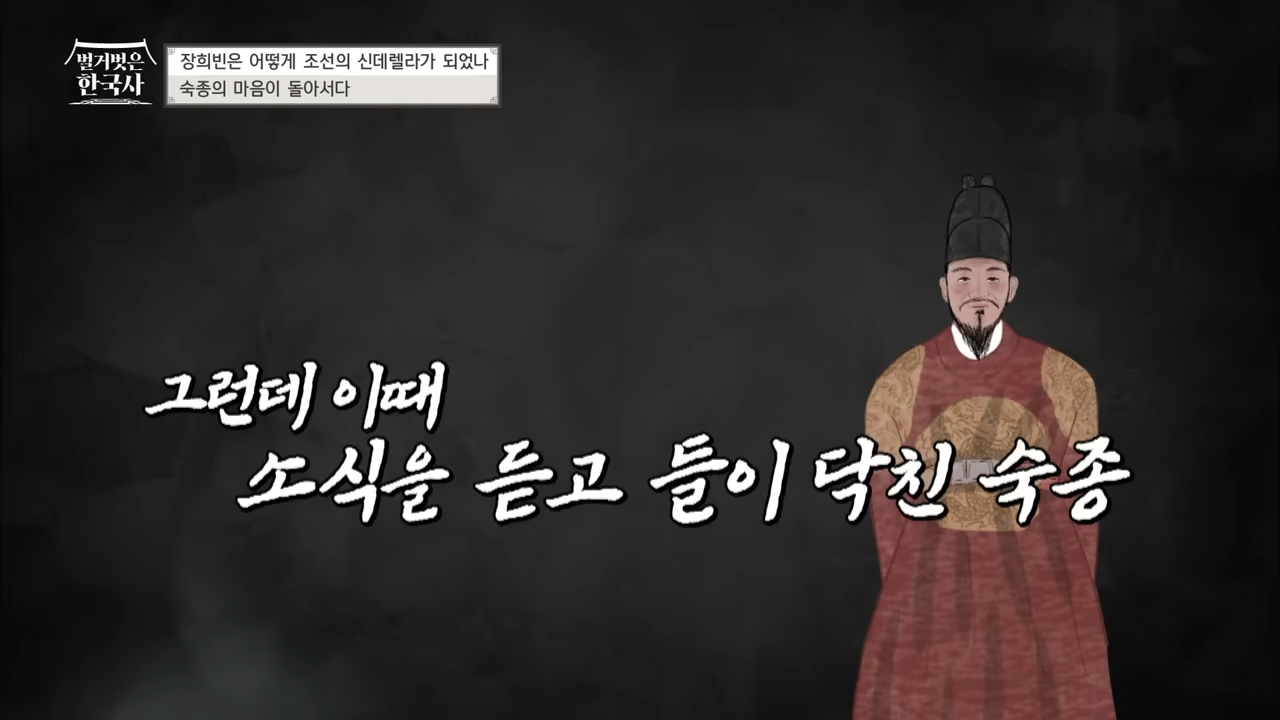 벌거벗은
한국사
장희빈은 어떻게 조선의 신데렐라가 되었나
숙종의 마음이 돌아서다
그런데 이때
소식을 듣고 들이 닥친 숙종